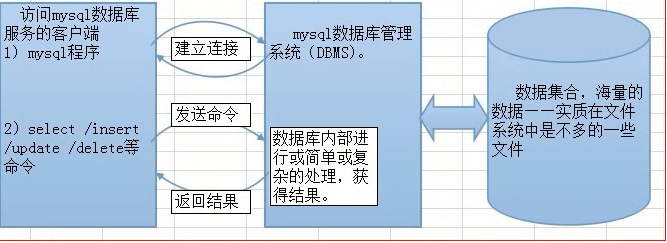 访问mysql数据库
服务的客户端
1）mysql程序
2）select /insert
/update /delete等
命令
建立连接
发送命令
返回结果
mysql数据库管理
系统（DBMS）。
数据库内部进
行或简单或复
杂的处理，获
得结果。
数据集合，海量的
数据——实质在文件
系统中是不多的一些
文件